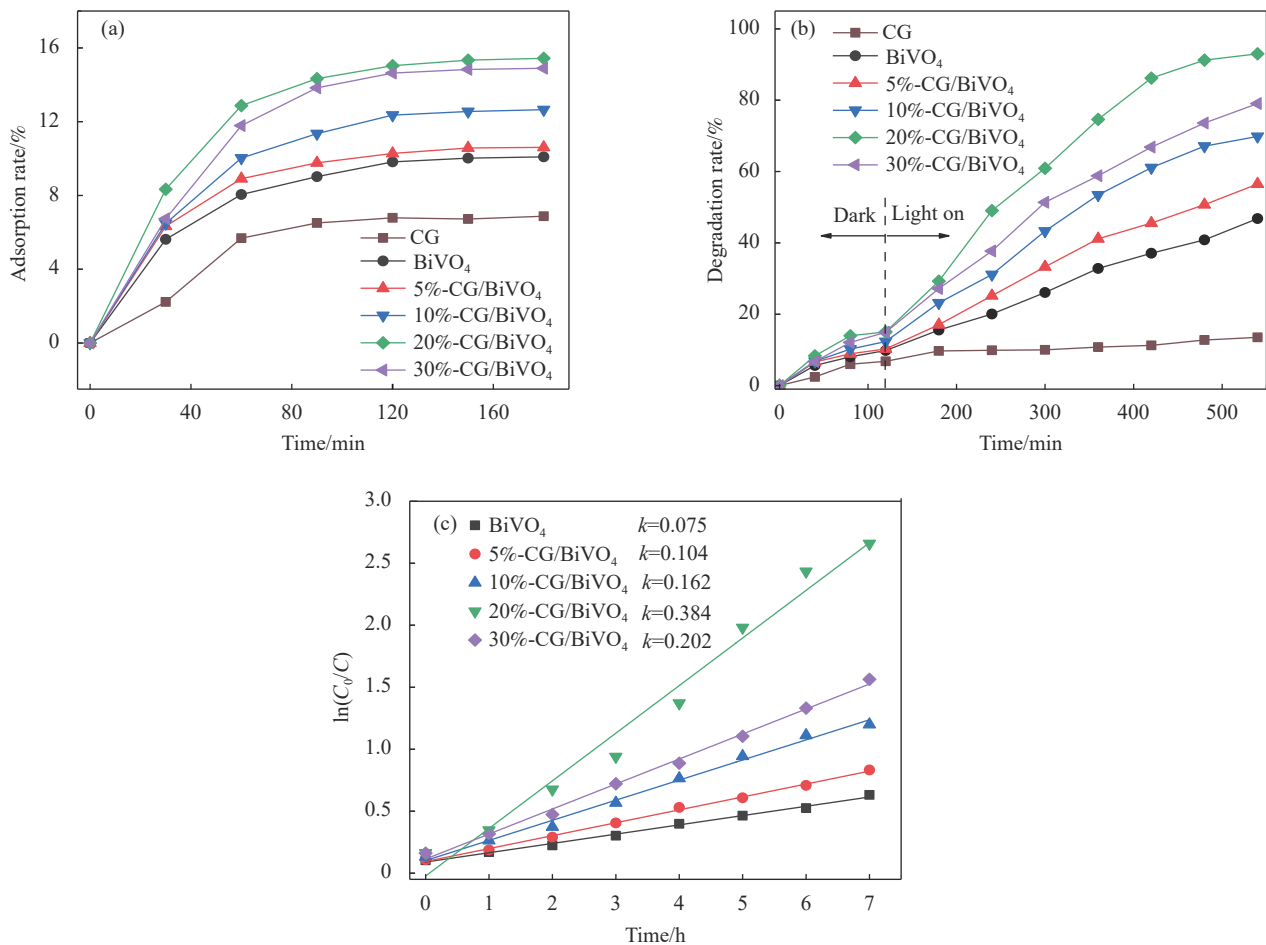 (a)
16
12
8
4
0
Adsorption rate/%
CG
BiVO₄
5%-CG/BiVO₄
10%-CG/BiVO₄
20%-CG/BiVO₄
30%-CG/BiVO₄
0 40 80 120 160
Time/min
(b)
100
80
60
40
20
0
Degradation rate/%
CG
BiVO₄
5%-CG/BiVO₄
10%-CG/BiVO₄
20%-CG/BiVO₄
30%-CG/BiVO₄
Dark Light on
0 100 200 300 400 500
Time/min
(c)
3.0
2.5
2.0
1.5
1.0
0.5
0
ln(C₀/C)
BiVO₄ k=0.075
5%-CG/BiVO₄ k=0.104
10%-CG/BiVO₄ k=0.162
20%-CG/BiVO₄ k=0.384
30%-CG/BiVO₄ k=0.202
0 1 2 3 4 5 6 7
Time/h